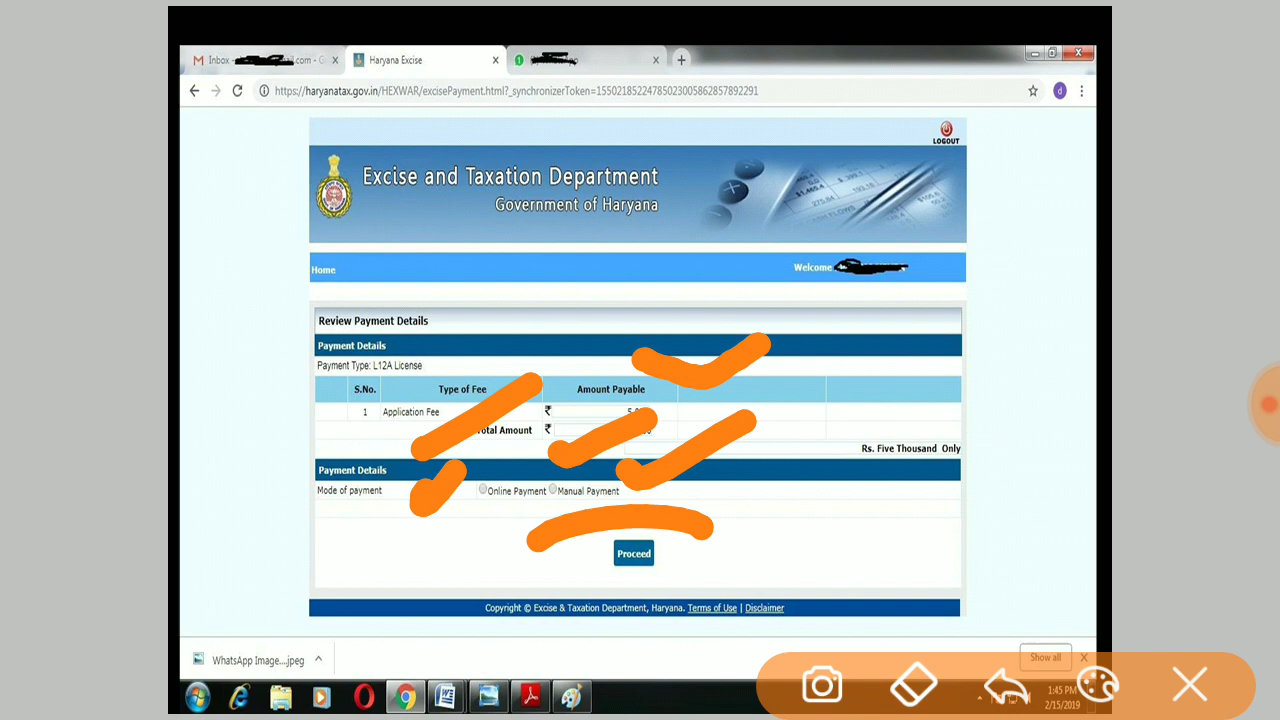 Inbox - .com - G
Haryana Excise
https://haryanatax.gov.in/HEXWAR/excisePayment.html?_synchronizerToken=15502185224785023005862857892291
d
LOGOUT
Excise and Taxation Department
Government of Haryana
Home
Welcome
Review Payment Details
Payment Details
Payment Type: L12A License
S.No. Type of Fee Amount Payable
1 Application Fee ₹
Amount ₹
Rs. Five Thousand Only
Payment Details
Mode of payment Online Payment Manual Payment
Proceed
Copyright © Excise & Taxation Department, Haryana. Terms of Use | Disclaimer
WhatsApp Image....jpeg
Show all
1:45 PM
2/15/2019